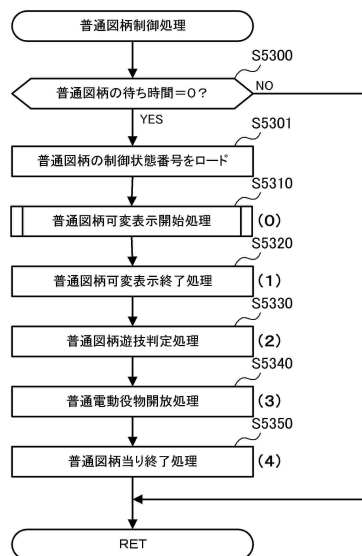 普通図柄制御処理
S5300
普通図柄の待ち時間=0?
NO
YES
S5301
普通図柄の制御状態番号をロード
S5310
普通図柄可変表示開始処理
(0)
S5320
普通図柄可変表示終了処理
(1)
S5330
普通図柄遊技判定処理
(2)
S5340
普通電動役物開放処理
(3)
S5350
普通図柄当り終了処理
(4)
RET